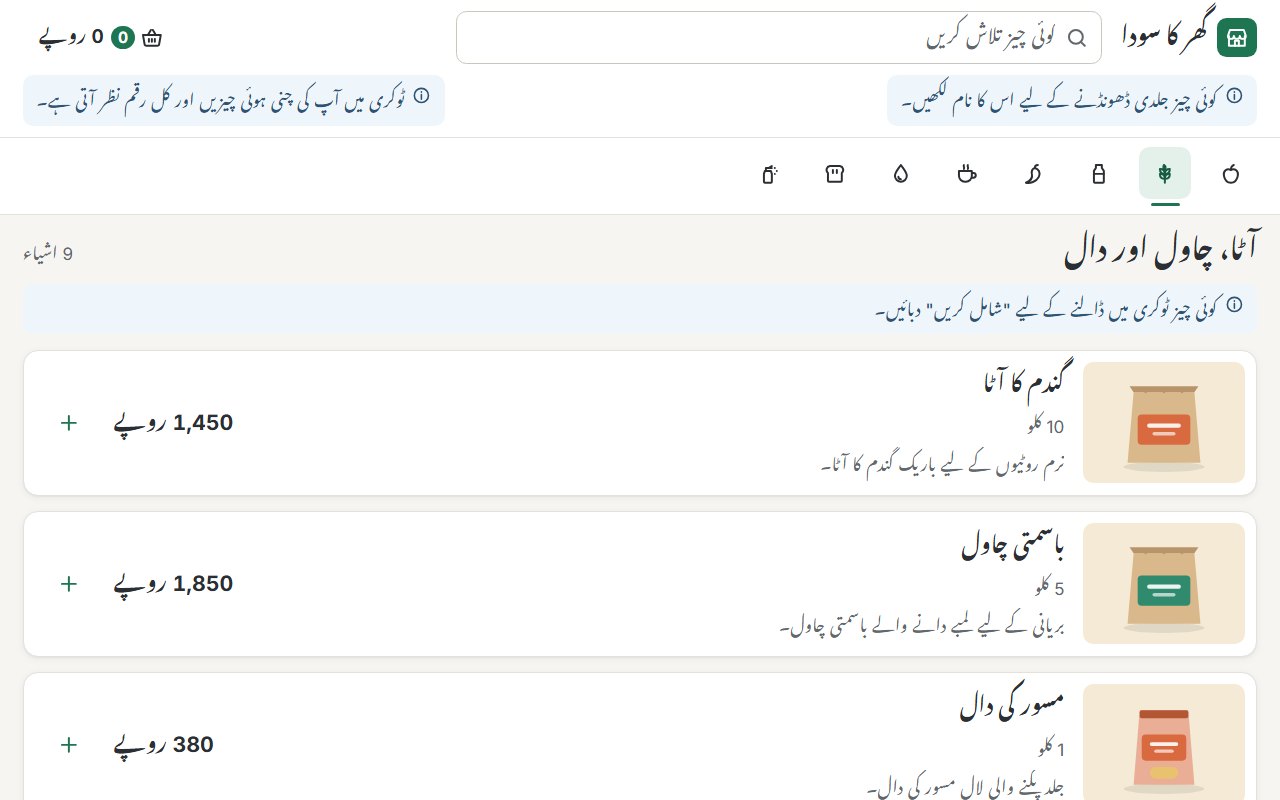 گھر کا سودا
کوئی چیز تلاش کریں
0 0 روپے
کوئی چیز جلدی ڈھونڈنے کے لیے اس کا نام لکھیں۔
ٹوکری میں آپ کی چنی ہوئی چیزیں اور کل رقم نظر آتی ہے۔
آٹا، چاول اور دال
9 اشیاء
کوئی چیز ٹوکری میں ڈالنے کے لیے "شامل کریں" دبائیں۔
گندم کا آٹا
10 کلو
نرم روٹیوں کے لیے باریک گندم کا آٹا۔
1,450 روپے
باسمتی چاول
5 کلو
بریانی کے لیے لمبے دانے والے باسمتی چاول۔
1,850 روپے
مسور کی دال
1 کلو
جلد پکنے والی لال مسور کی دال۔
380 روپے